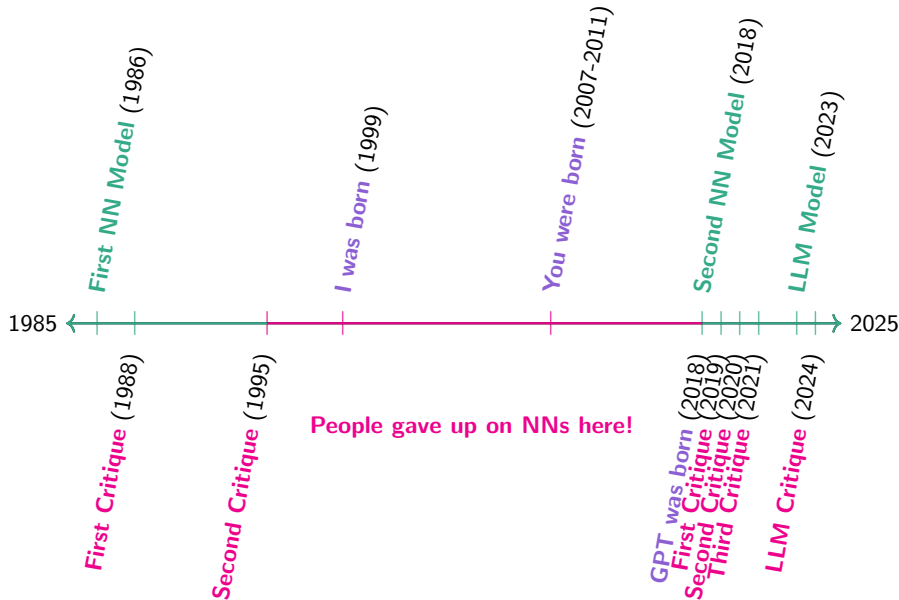 First NN Model (1986)
I was born (1999)
You were born (2007-2011)
Second NN Model (2018)
LLM Model (2023)
1985
2025
First Critique (1988)
Second Critique (1995)
People gave up on NNs here!
GPT was born (2018)
First Critique (2019)
Second Critique (2020)
Third Critique (2021)
LLM Critique (2024)